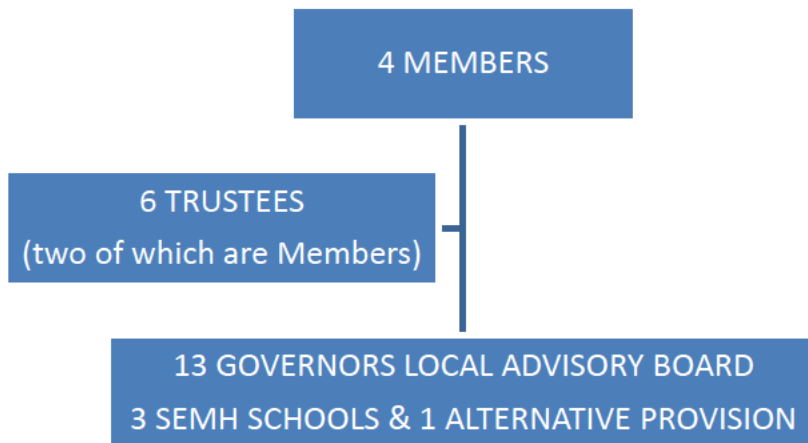 4 MEMBERS
6 TRUSTEES
(two of which are Members)
13 GOVERNORS LOCAL ADVISORY BOARD
3 SEMH SCHOOLS & 1 ALTERNATIVE PROVISION